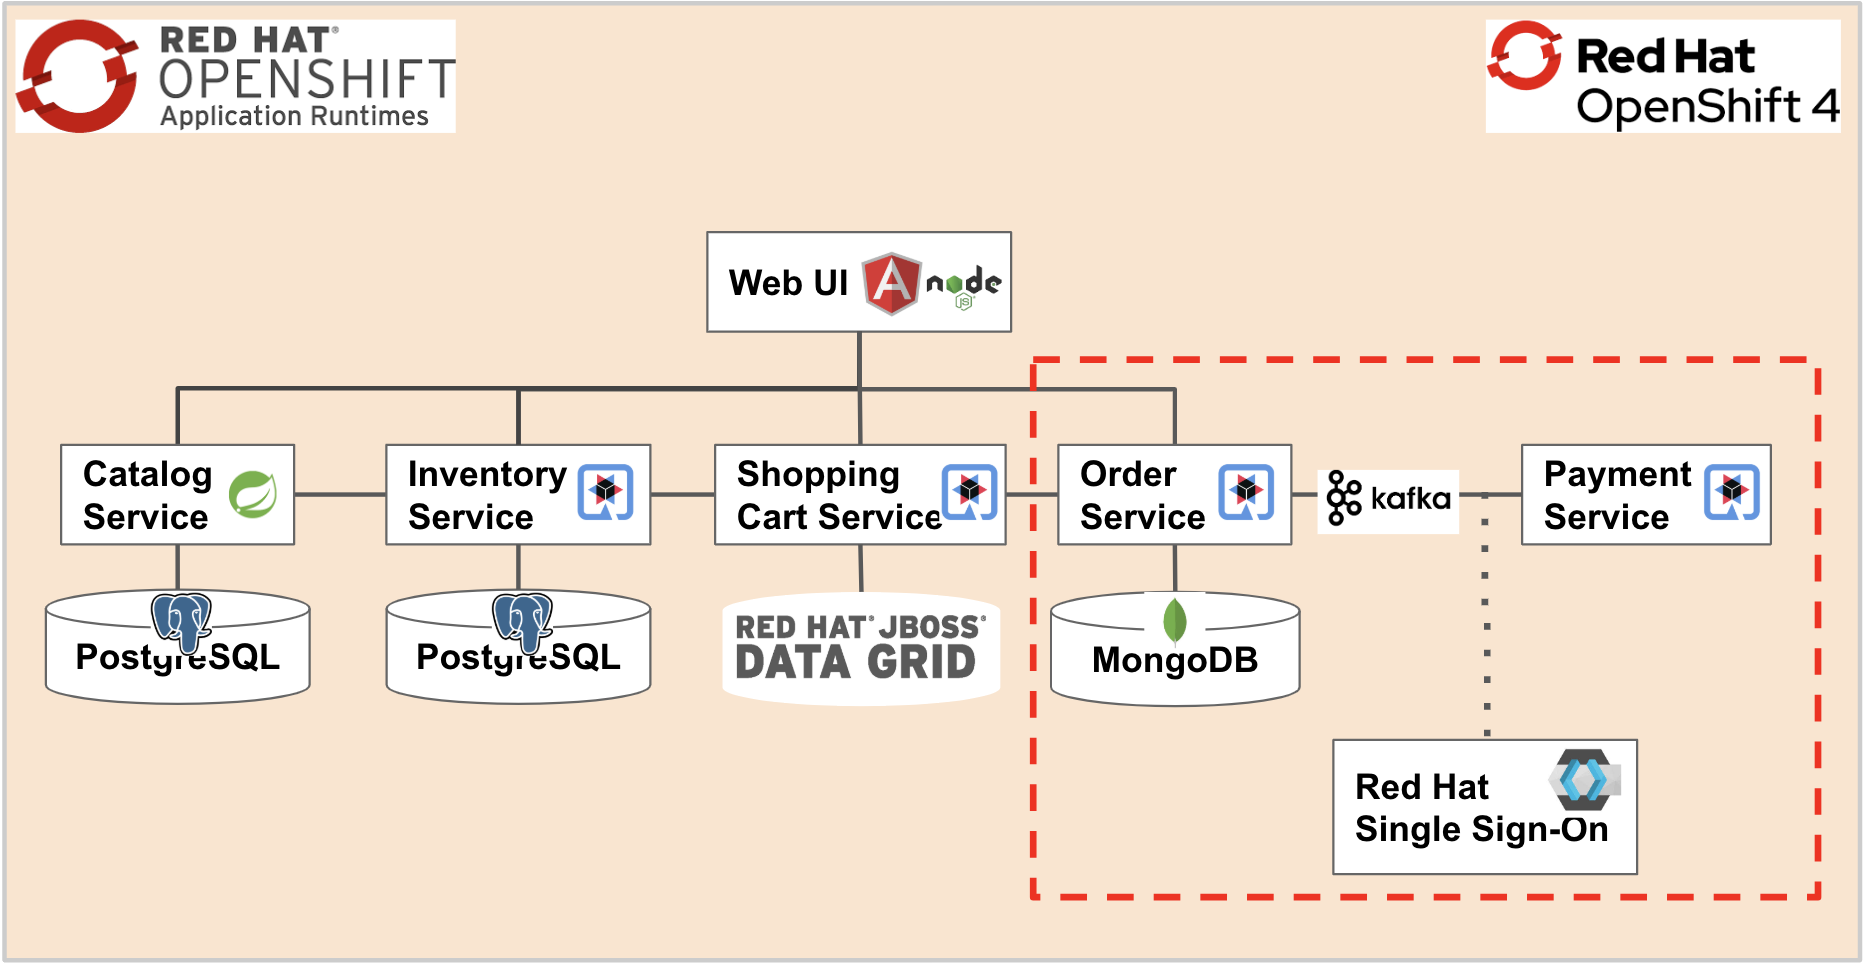 RED HAT®
OPENSHIFT
Application Runtimes
Red Hat
OpenShift 4
Web UI
node
JS
Catalog
Service
Inventory
Service
Shopping
Cart Service
Order
Service
kafka
Payment
Service
PostgreSQL
PostgreSQL
RED HAT® JBOSS®
DATA GRID
MongoDB
Red Hat
Single Sign-On